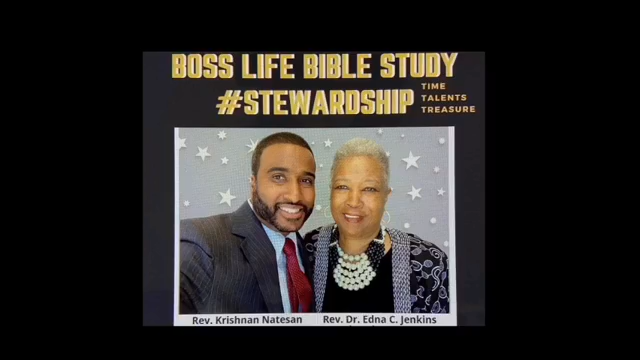 BOSS LIFE BIBLE STUDY
#STEWARDSHIP
TIME
TALENTS
TREASURE
Rev. Krishnan Natesan Rev. Dr. Edna C. Jenkins